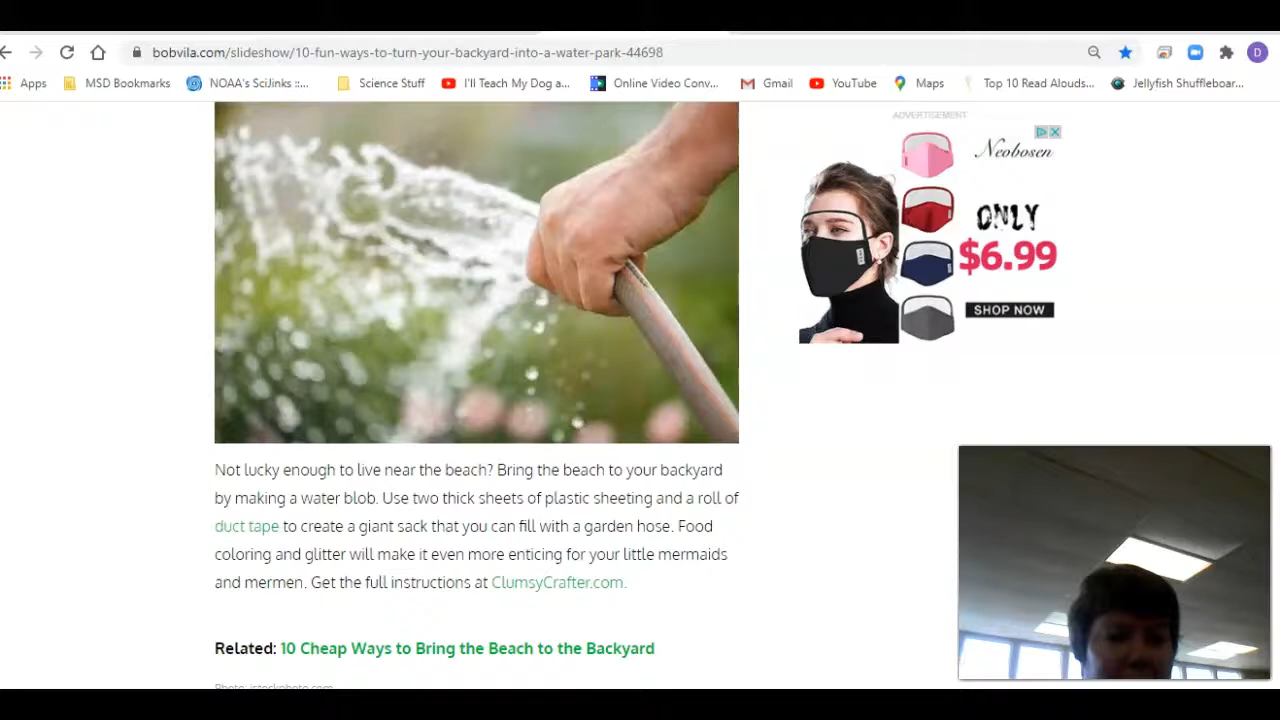 bobvila.com/slideshow/10-fun-ways-to-turn-your-backyard-into-a-water-park-44698
D
Apps
MSD Bookmarks
NOAA's SciJinks ::...
Science Stuff
I'll Teach My Dog a...
Online Video Conv...
Gmail
YouTube
Maps
Top 10 Read Alouds...
Jellyfish Shuffleboar...
ADVERTISEMENT
Neobosen
ONLY
$6.99
SHOP NOW
Not lucky enough to live near the beach? Bring the beach to your backyard
by making a water blob. Use two thick sheets of plastic sheeting and a roll of
duct tape to create a giant sack that you can fill with a garden hose. Food
coloring and glitter will make it even more enticing for your little mermaids
and mermen. Get the full instructions at ClumsyCrafter.com.
Related: 10 Cheap Ways to Bring the Beach to the Backyard
Photo: istockphoto.com